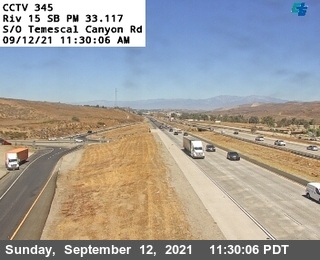 CCTV 345
Riv 15 SB PM 33.117
S/O Temescal Canyon Rd
09/12/21 11:30:06 AM
Sunday, September 12, 2021 11:30:06 PDT